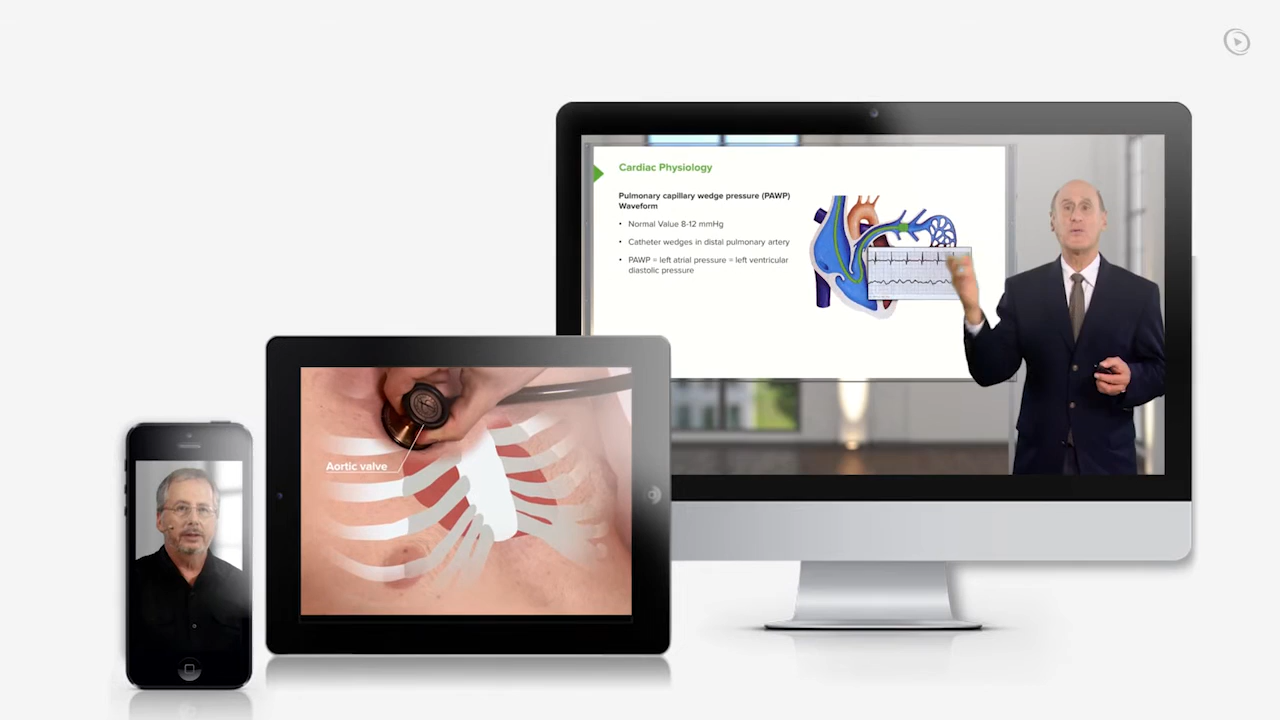 Cardiac Physiology
Pulmonary capillary wedge pressure (PAWP)
Waveform
• Normal Value 8-12 mmHg
• Catheter wedges in distal pulmonary artery
• PAWP = left atrial pressure = left ventricular
diastolic pressure
Aortic valve